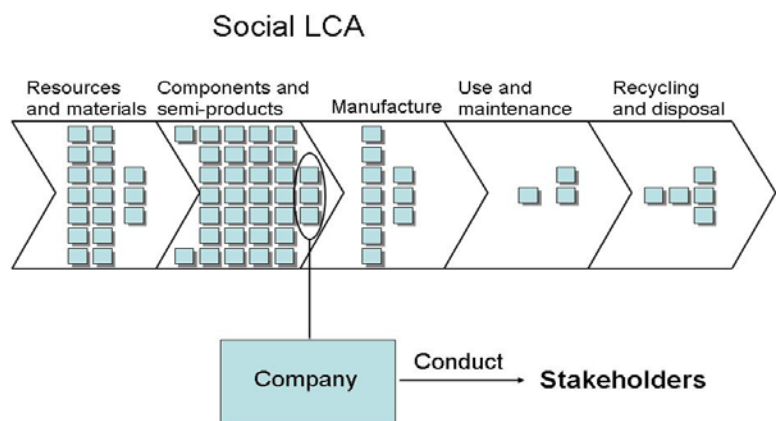 Social LCA
Resources
and materials
Components and
semi-products
Manufacture
Use and
maintenance
Recycling
and disposal
Company
Conduct
Stakeholders